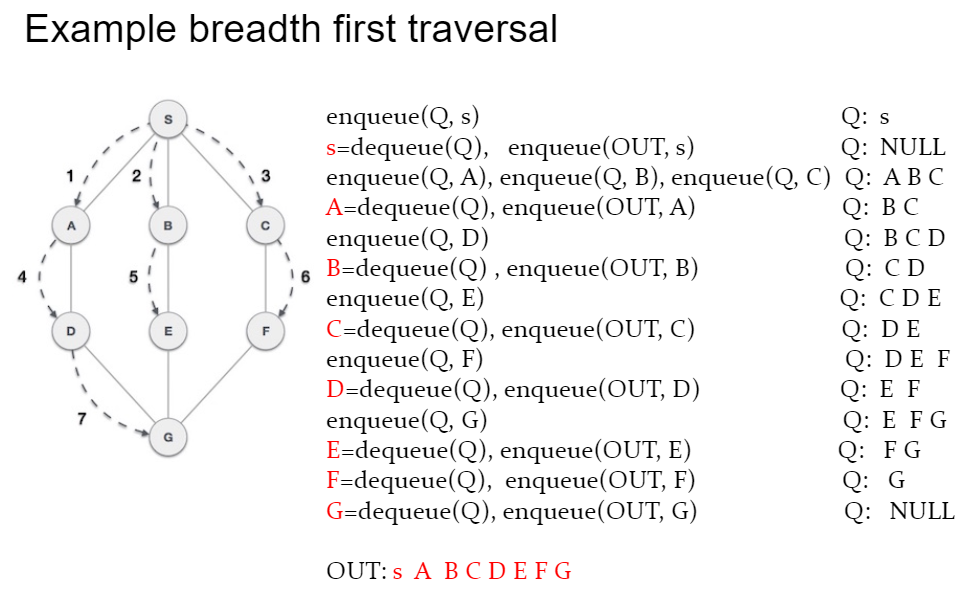 Example breadth first traversal
enqueue(Q, s) Q: s
s=dequeue(Q), enqueue(OUT, s) Q: NULL
enqueue(Q, A), enqueue(Q, B), enqueue(Q, C) Q: A B C
A=dequeue(Q), enqueue(OUT, A) Q: B C
enqueue(Q, D) Q: B C D
B=dequeue(Q) , enqueue(OUT, B) Q: C D
enqueue(Q, E) Q: C D E
C=dequeue(Q), enqueue(OUT, C) Q: D E
enqueue(Q, F) Q: D E F
D=dequeue(Q), enqueue(OUT, D) Q: E F
enqueue(Q, G) Q: E F G
E=dequeue(Q), enqueue(OUT, E) Q: F G
F=dequeue(Q), enqueue(OUT, F) Q: G
G=dequeue(Q), enqueue(OUT, G) Q: NULL
OUT: s A B C D E F G
S
1 2 3
A B C
4 5 6
D E F
7
G